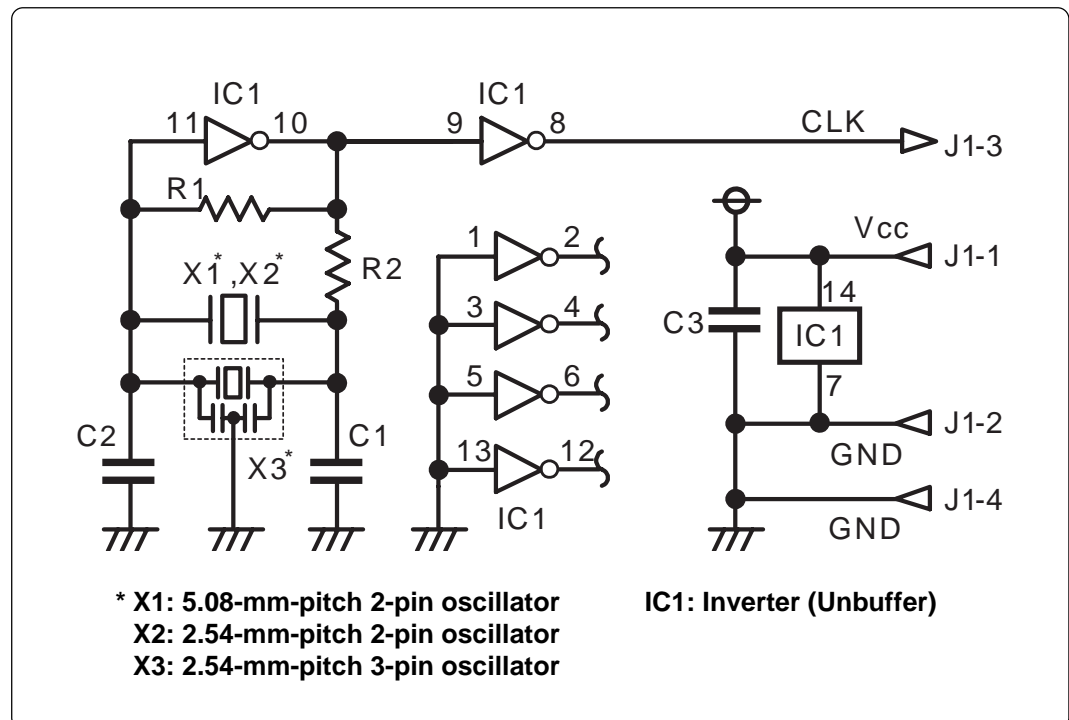 IC1 IC1
11 10 9 8 CLK J1-3
R1
1 2 Vcc J1-1
X1*,X2* R2
14
3 4 C3 IC1
5 6 7
C2 C1 J1-2
X3* 13 12 GND
IC1 J1-4
GND
* X1: 5.08-mm-pitch 2-pin oscillator IC1: Inverter (Unbuffer)
X2: 2.54-mm-pitch 2-pin oscillator
X3: 2.54-mm-pitch 3-pin oscillator